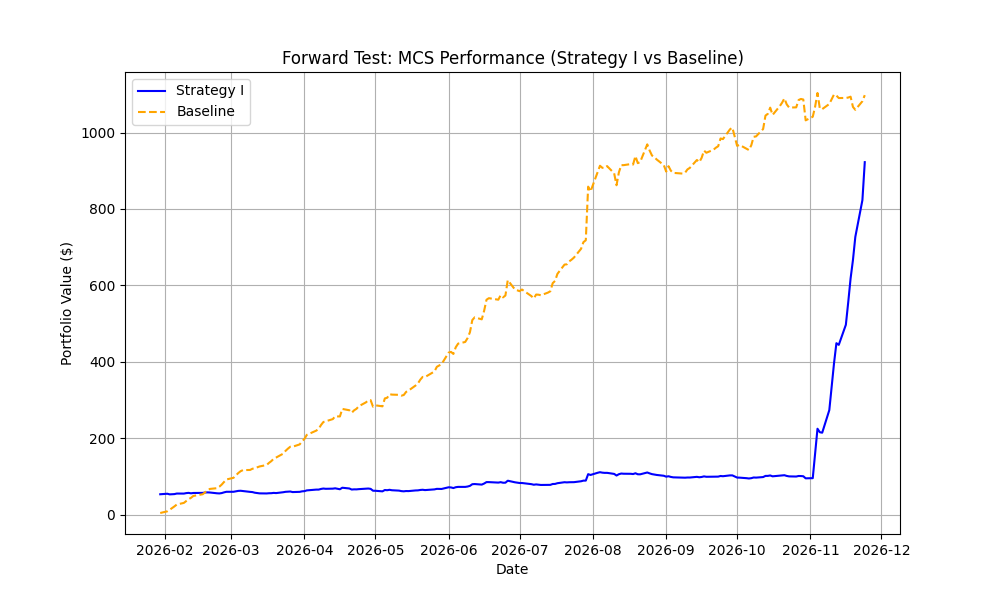 Forward Test: MCS Performance (Strategy I vs Baseline)
Strategy I
Baseline
Portfolio Value ($)
1000
800
600
400
200
0
2026-02 2026-03 2026-04 2026-05 2026-06 2026-07 2026-08 2026-09 2026-10 2026-11 2026-12
Date